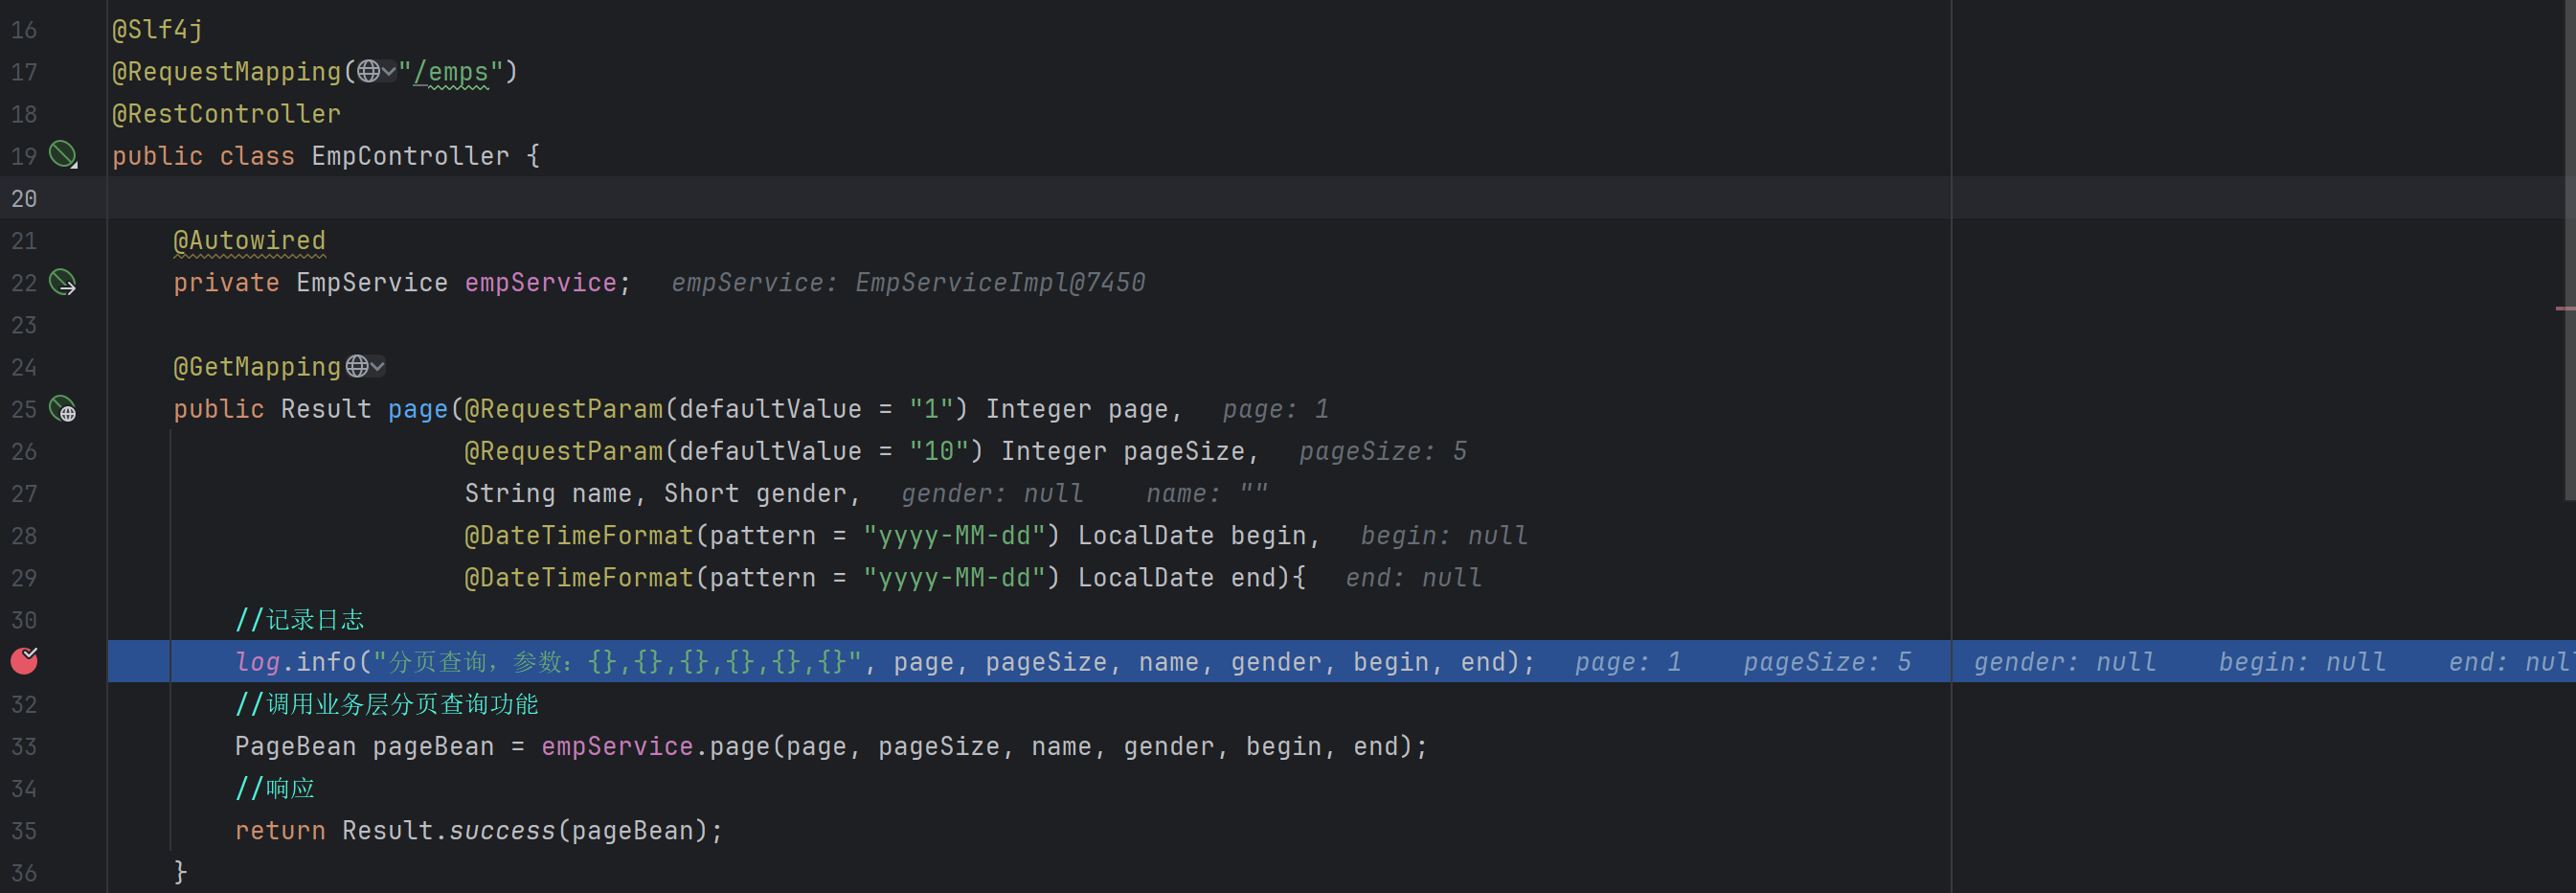 16 @Slf4j
17 @RequestMapping("/emps")
18 @RestController
19 public class EmpController {
20
21 @Autowired
22 private EmpService empService; empService: EmpServiceImpl@7450
23
24 @GetMapping
25 public Result page(@RequestParam(defaultValue = "1") Integer page, page: 1
26 @RequestParam(defaultValue = "10") Integer pageSize, pageSize: 5
27 String name, Short gender, gender: null name: ""
28 @DateTimeFormat(pattern = "yyyy-MM-dd") LocalDate begin, begin: null
29 @DateTimeFormat(pattern = "yyyy-MM-dd") LocalDate end){ end: null
30 //记录日志
log.info("分页查询，参数：{},{},{},{},{},{}", page, pageSize, name, gender, begin, end); page: 1 pageSize: 5 gender: null begin: null end:
32 //调用业务层分页查询功能
33 PageBean pageBean = empService.page(page, pageSize, name, gender, begin, end);
34 //响应
35 return Result.success(pageBean);
36 }